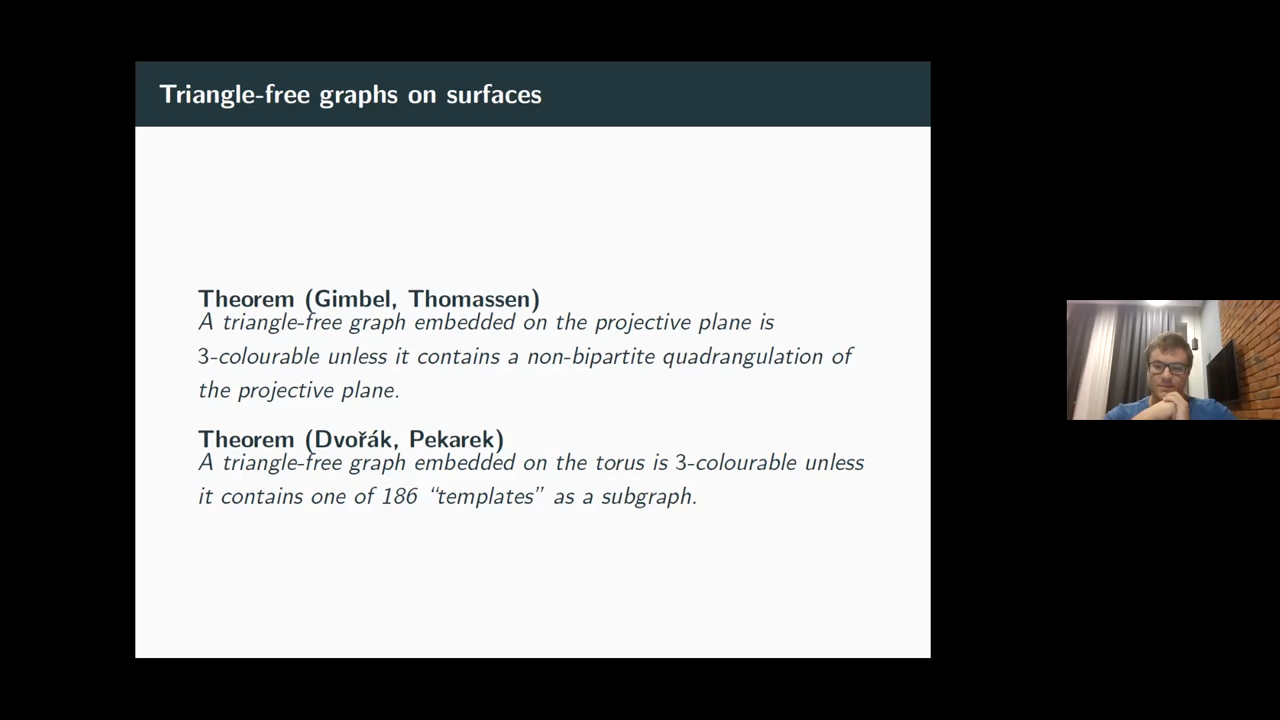 Triangle-free graphs on surfaces
Theorem (Gimbel, Thomassen)
A triangle-free graph embedded on the projective plane is
3-colourable unless it contains a non-bipartite quadrangulation of
the projective plane.
Theorem (Dvořák, Pekarek)
A triangle-free graph embedded on the torus is 3-colourable unless
it contains one of 186 “templates” as a subgraph.